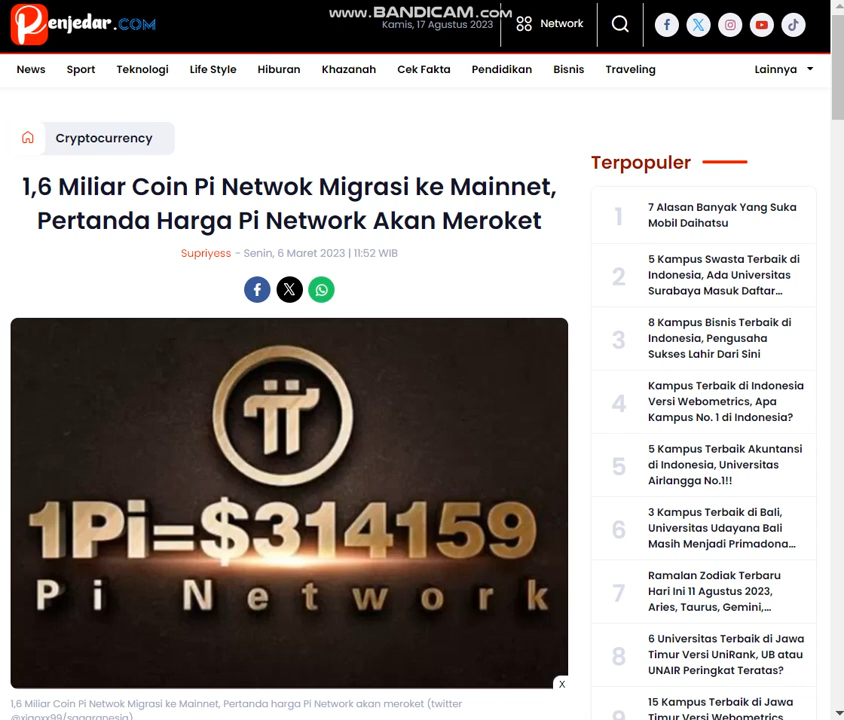 www.BANDICAM.com
Penjedar.COM
Kamis, 17 Agustus 2023
Network
News
Sport
Teknologi
Life Style
Hiburan
Khazanah
Cek Fakta
Pendidikan
Bisnis
Traveling
Lainnya
Cryptocurrency
1,6 Miliar Coin Pi Netwok Migrasi ke Mainnet,
Pertanda Harga Pi Network Akan Meroket
Supriyess - Senin, 6 Maret 2023 | 11:52 WIB
1Pi=$314159
Pi Network
X
1,6 Miliar Coin Pi Netwok Migrasi ke Mainnet, Pertanda harga Pi Network akan meroket (twitter
@xiaoxx99/sagaranesia)
Terpopuler
1
7 Alasan Banyak Yang Suka
Mobil Daihatsu
2
5 Kampus Swasta Terbaik di
Indonesia, Ada Universitas
Surabaya Masuk Daftar...
3
8 Kampus Bisnis Terbaik di
Indonesia, Pengusaha
Sukses Lahir Dari Sini
4
Kampus Terbaik di Indonesia
Versi Webometrics, Apa
Kampus No. 1 di Indonesia?
5
5 Kampus Terbaik Akuntansi
di Indonesia, Universitas
Airlangga No.1!!
6
3 Kampus Terbaik di Bali,
Universitas Udayana Bali
Masih Menjadi Primadona...
7
Ramalan Zodiak Terbaru
Hari Ini 11 Agustus 2023,
Aries, Taurus, Gemini,...
8
6 Universitas Terbaik di Jawa
Timur Versi UniRank, UB atau
UNAIR Peringkat Teratas?
9
15 Kampus Terbaik di Jawa
Timur Versi Webometrics